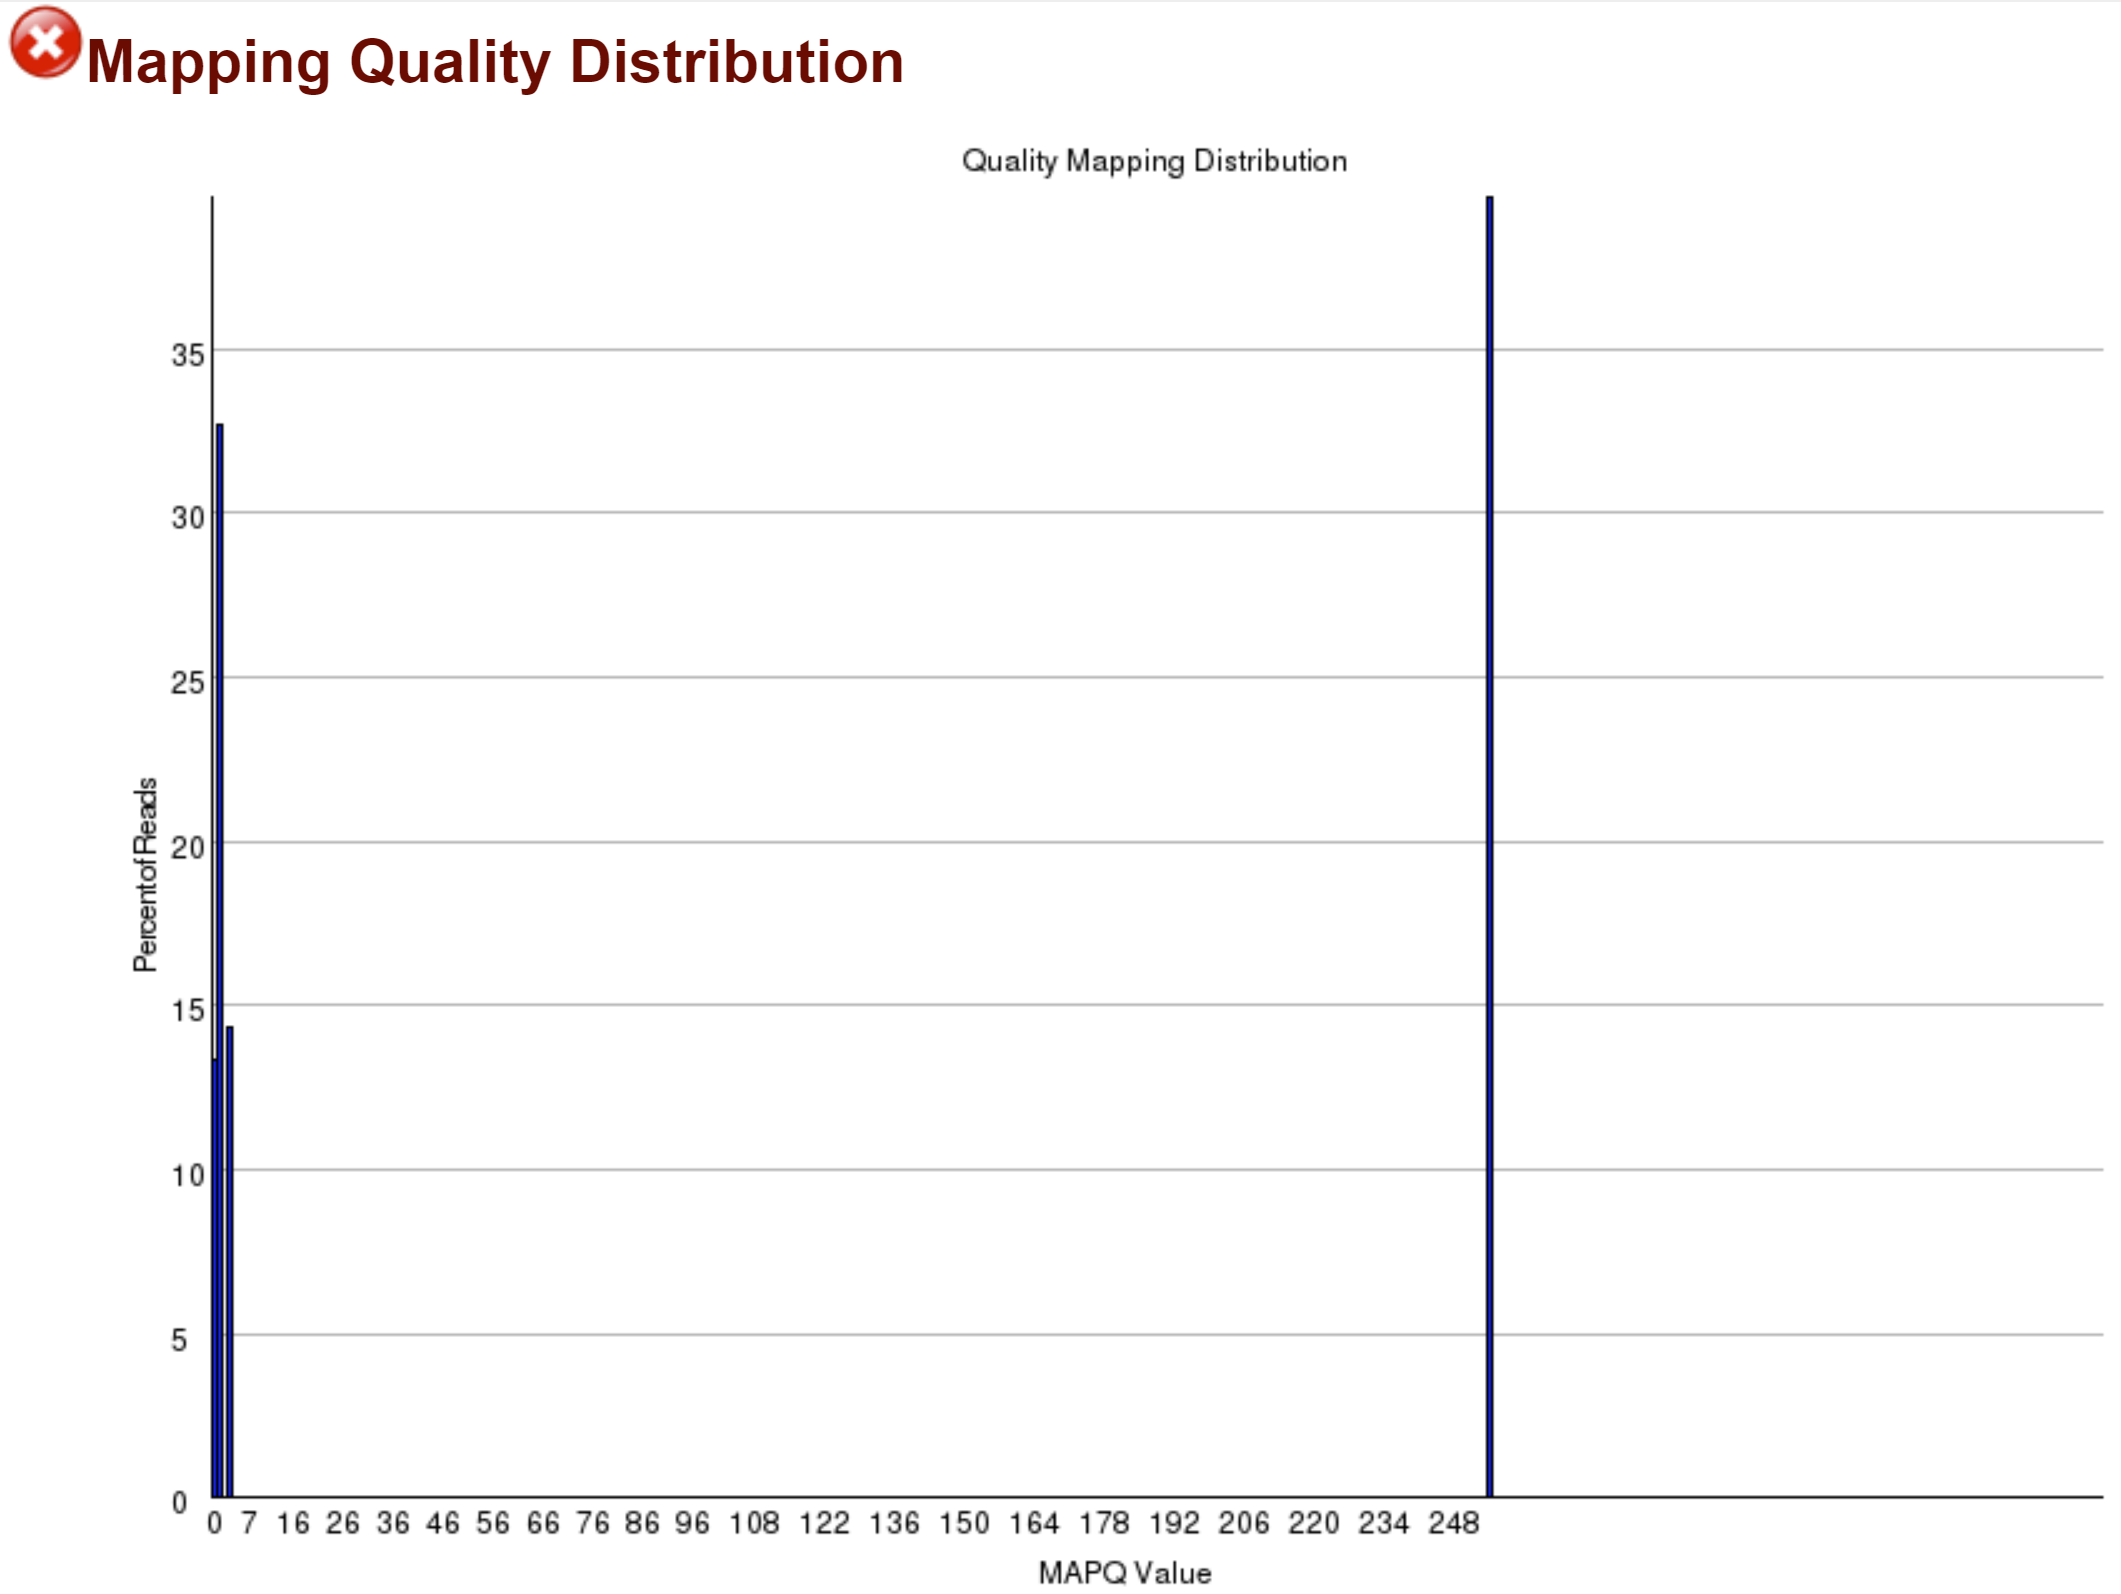 Mapping Quality Distribution
Quality Mapping Distribution
35
30
25
20
15
10
5
0
Percent of Reads
0 7 16 26 36 46 56 66 76 86 96 108 122 136 150 164 178 192 206 220 234 248
MAPQ Value